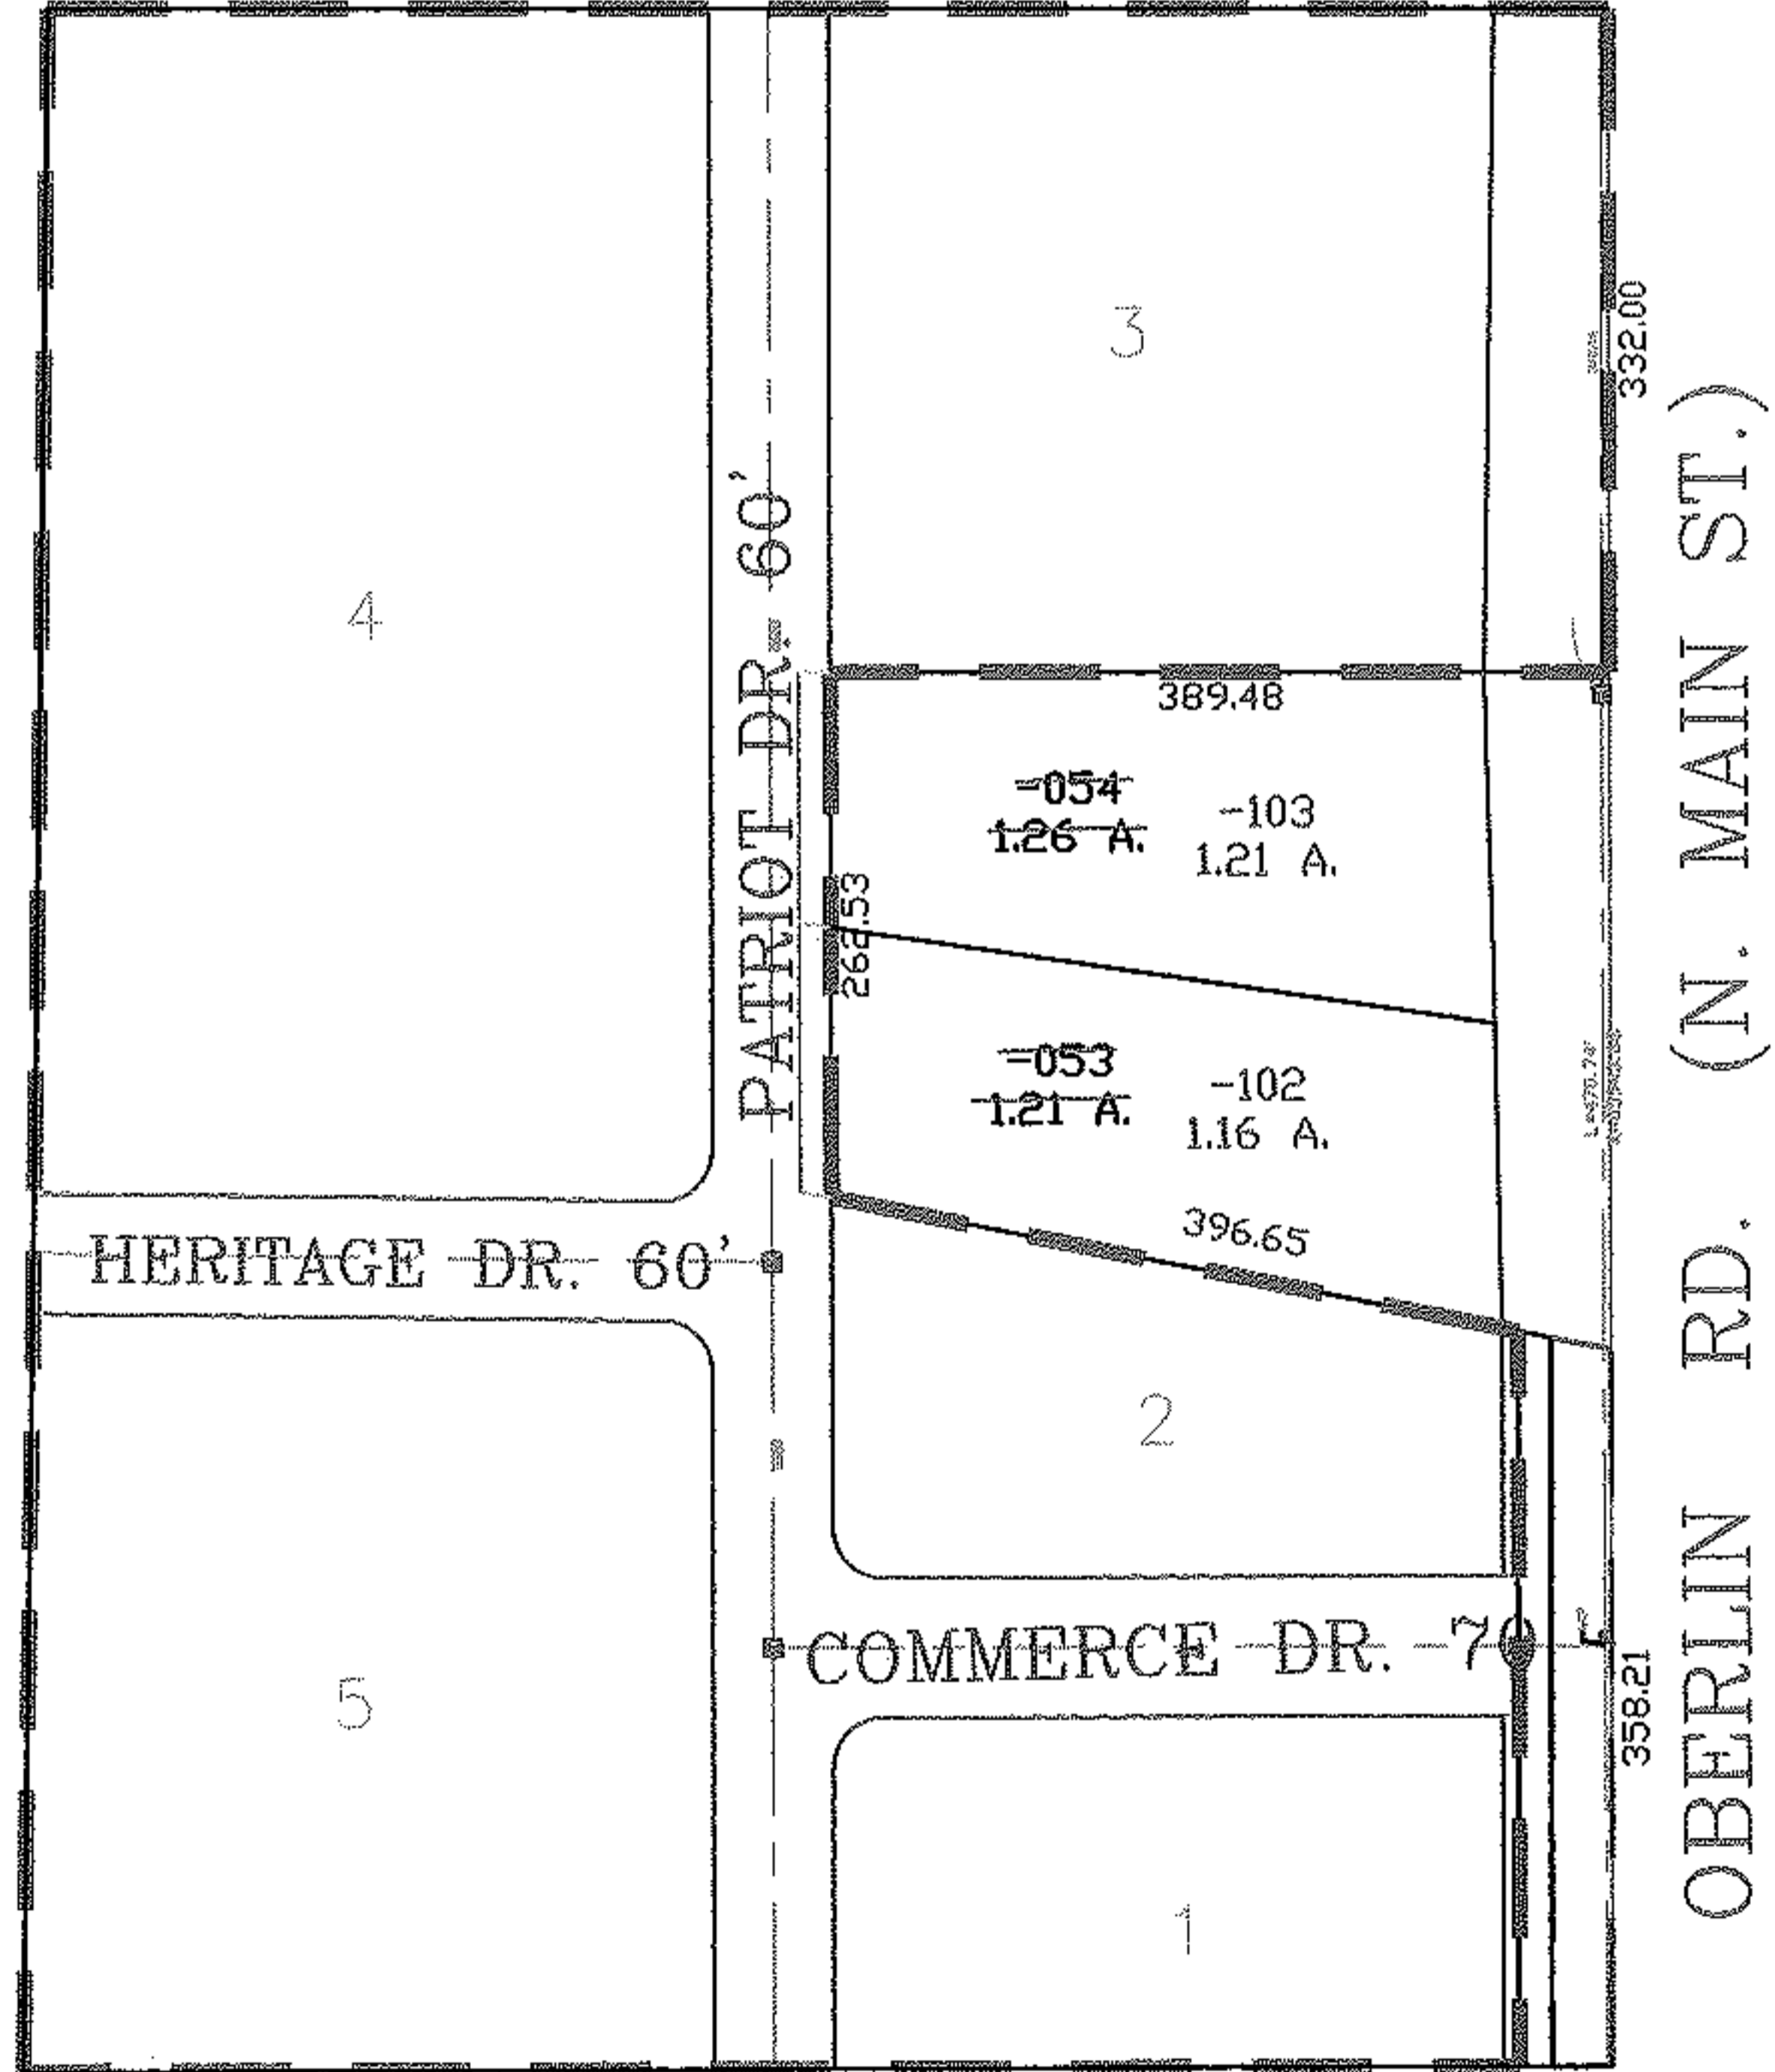 3
332.00
4
PATRIOT DR. 60'
389.48
-054
1.26 A.
-103
1.21 A.
262.53
-053
1.21 A.
-102
1.16 A.
396.65
HERITAGE DR. 60'
2
COMMERCE DR. 70
358.21
5
1
OBERLIN RD. (N. MAIN ST.)